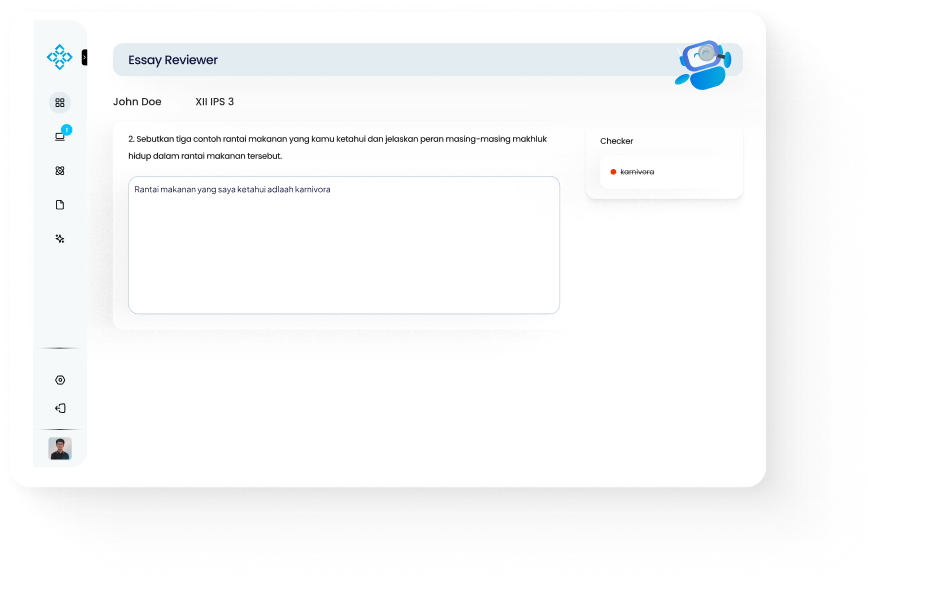 Essay Reviewer
John Doe
XII IPS 3
2. Sebutkan tiga contoh rantai makanan yang kamu ketahui dan jelaskan peran masing-masing makhluk
hidup dalam rantai makanan tersebut.
Rantai makanan yang saya ketahui adlaah karnivora
Checker
karnivora
1